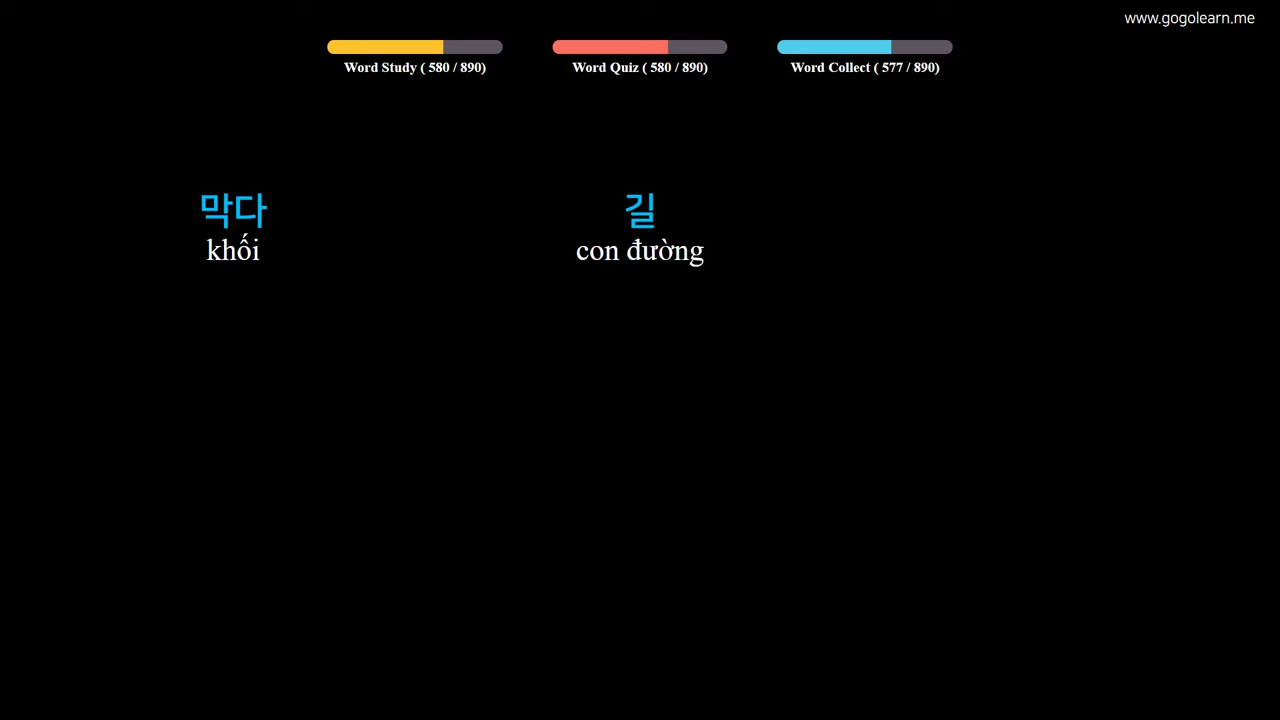 www.gogolearn.me
Word Study ( 580 / 890)
Word Quiz ( 580 / 890)
Word Collect ( 577 / 890)
막다
khối
길
con đường